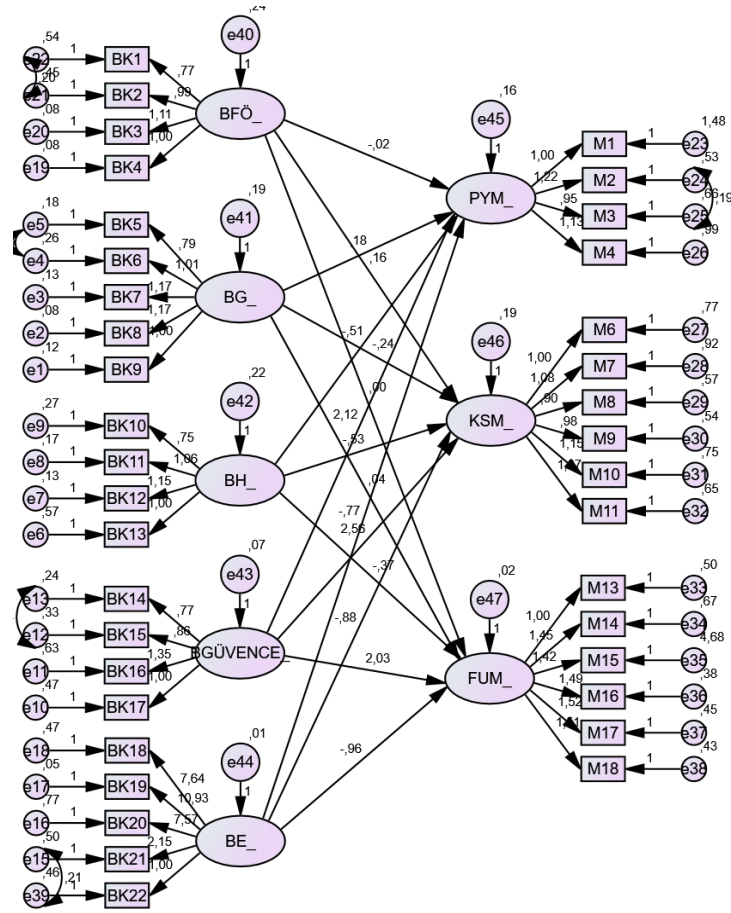 ,24
e40
1
,54
e22
1
BK1
,77
,45
,20
e21
1
BK2
,99
BFÖ_
,08
e20
1
BK3
1,11
,08
e19
1
BK4
1,00
,19
e41
1
,18
e5
1
BK5
,79
,26
e4
1
BK6
1,01
BG_
,13
e3
1
BK7
1,17
,08
e2
1
BK8
1,17
,12
e1
1
BK9
1,00
,22
e42
1
,27
e9
1
BK10
,75
,17
e8
1
BK11
1,06
BH_
,13
e7
1
BK12
1,15
,57
e6
1
BK13
1,00
,07
e43
1
,24
e13
1
BK14
,77
,33
e12
1
BK15
,86
BGÜVENCE_
,63
e11
1
BK16
1,35
,47
e10
1
BK17
1,00
,01
e44
1
,47
e18
1
BK18
7,64
,05
e17
1
BK19
10,93
BE_
,77
e16
1
BK20
7,57
,50
e15
1
BK21
2,15
,46
,21
e39
1
BK22
1,00
-,02
18
,16
-,51
-,24
,00
2,12
-,53
,04
-,77
2,56
-,37
-,88
2,03
-,96
,16
e45
1
PYM_
1,00
M1
1
e23
1,48
1,22
M2
1
e24
,53
,95
M3
1
e25
,66
,19
1,13
M4
1
e26
,99
,19
e46
1
KSM_
1,00
M6
1
e27
,77
1,08
M7
1
e28
,92
,90
M8
1
e29
,57
,98
M9
1
e30
,54
1,15
M10
1
e31
,75
M11
1
e32
,65
,02
e47
1
FUM_
1,00
M13
1
e33
,50
1,45
M14
1
e34
,67
1,42
M15
1
e35
4,68
1,49
M16
1
e36
,38
1,52
M17
1
e37
,45
1,51
M18
1
e38
,43